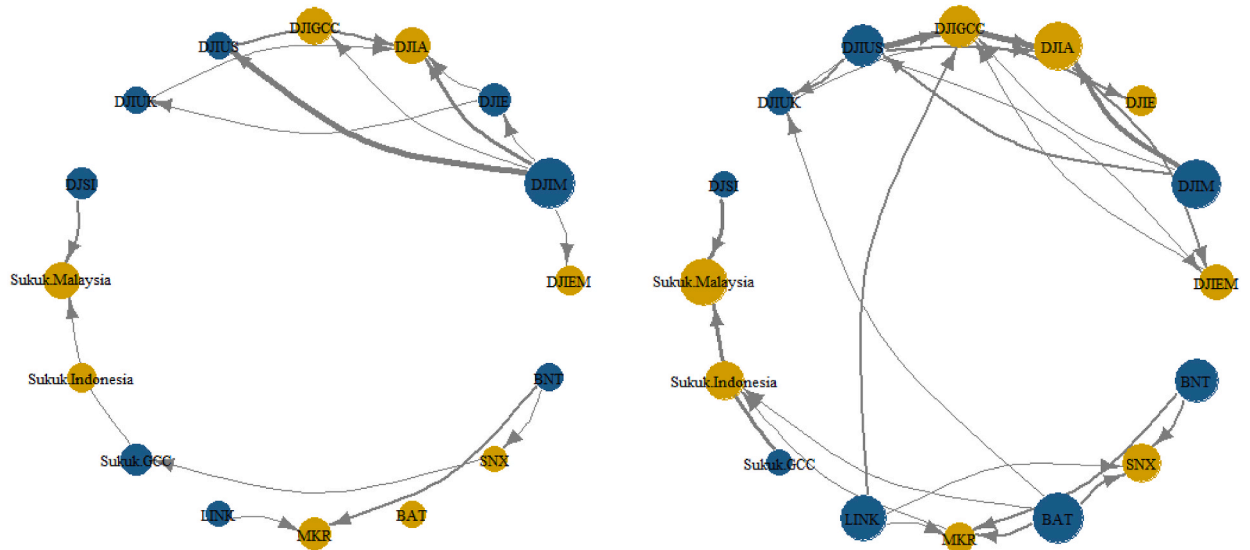 DJIGCC
DJIUS
DJIA
DJIUK
DJIE
DJSI
DJIM
Sukuk.Malaysia
DJIEM
Sukuk.Indonesia
BNT
Sukuk.GCC
SNX
LINK
BAT
MKR
DJIGCC
DJIUS
DJIA
DJIUK
DJIE
DJSI
DJIM
Sukuk.Malaysia
DJIEM
Sukuk.Indonesia
BNT
Sukuk.GCC
SNX
LINK
BAT
MKR